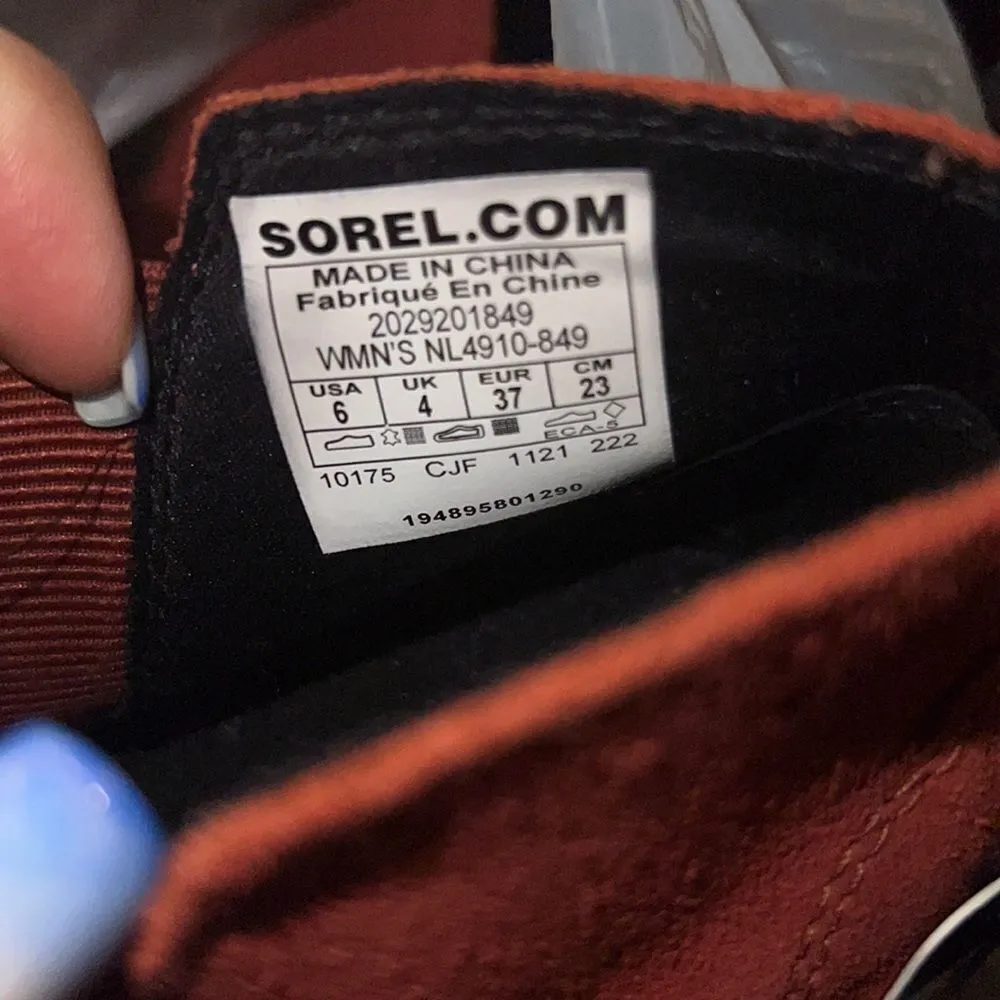 SOREL.COM
MADE IN CHINA
Fabriqué En Chine
2029201849
WMN'S NL4910-849
USA UK EUR CM
6 4 37 23
ECA-5
10175 CJF 1121 222
194895801290